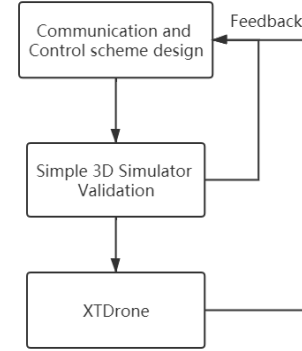 Feedback
Communication and
Control scheme design
Simple 3D Simulator
Validation
XTDrone